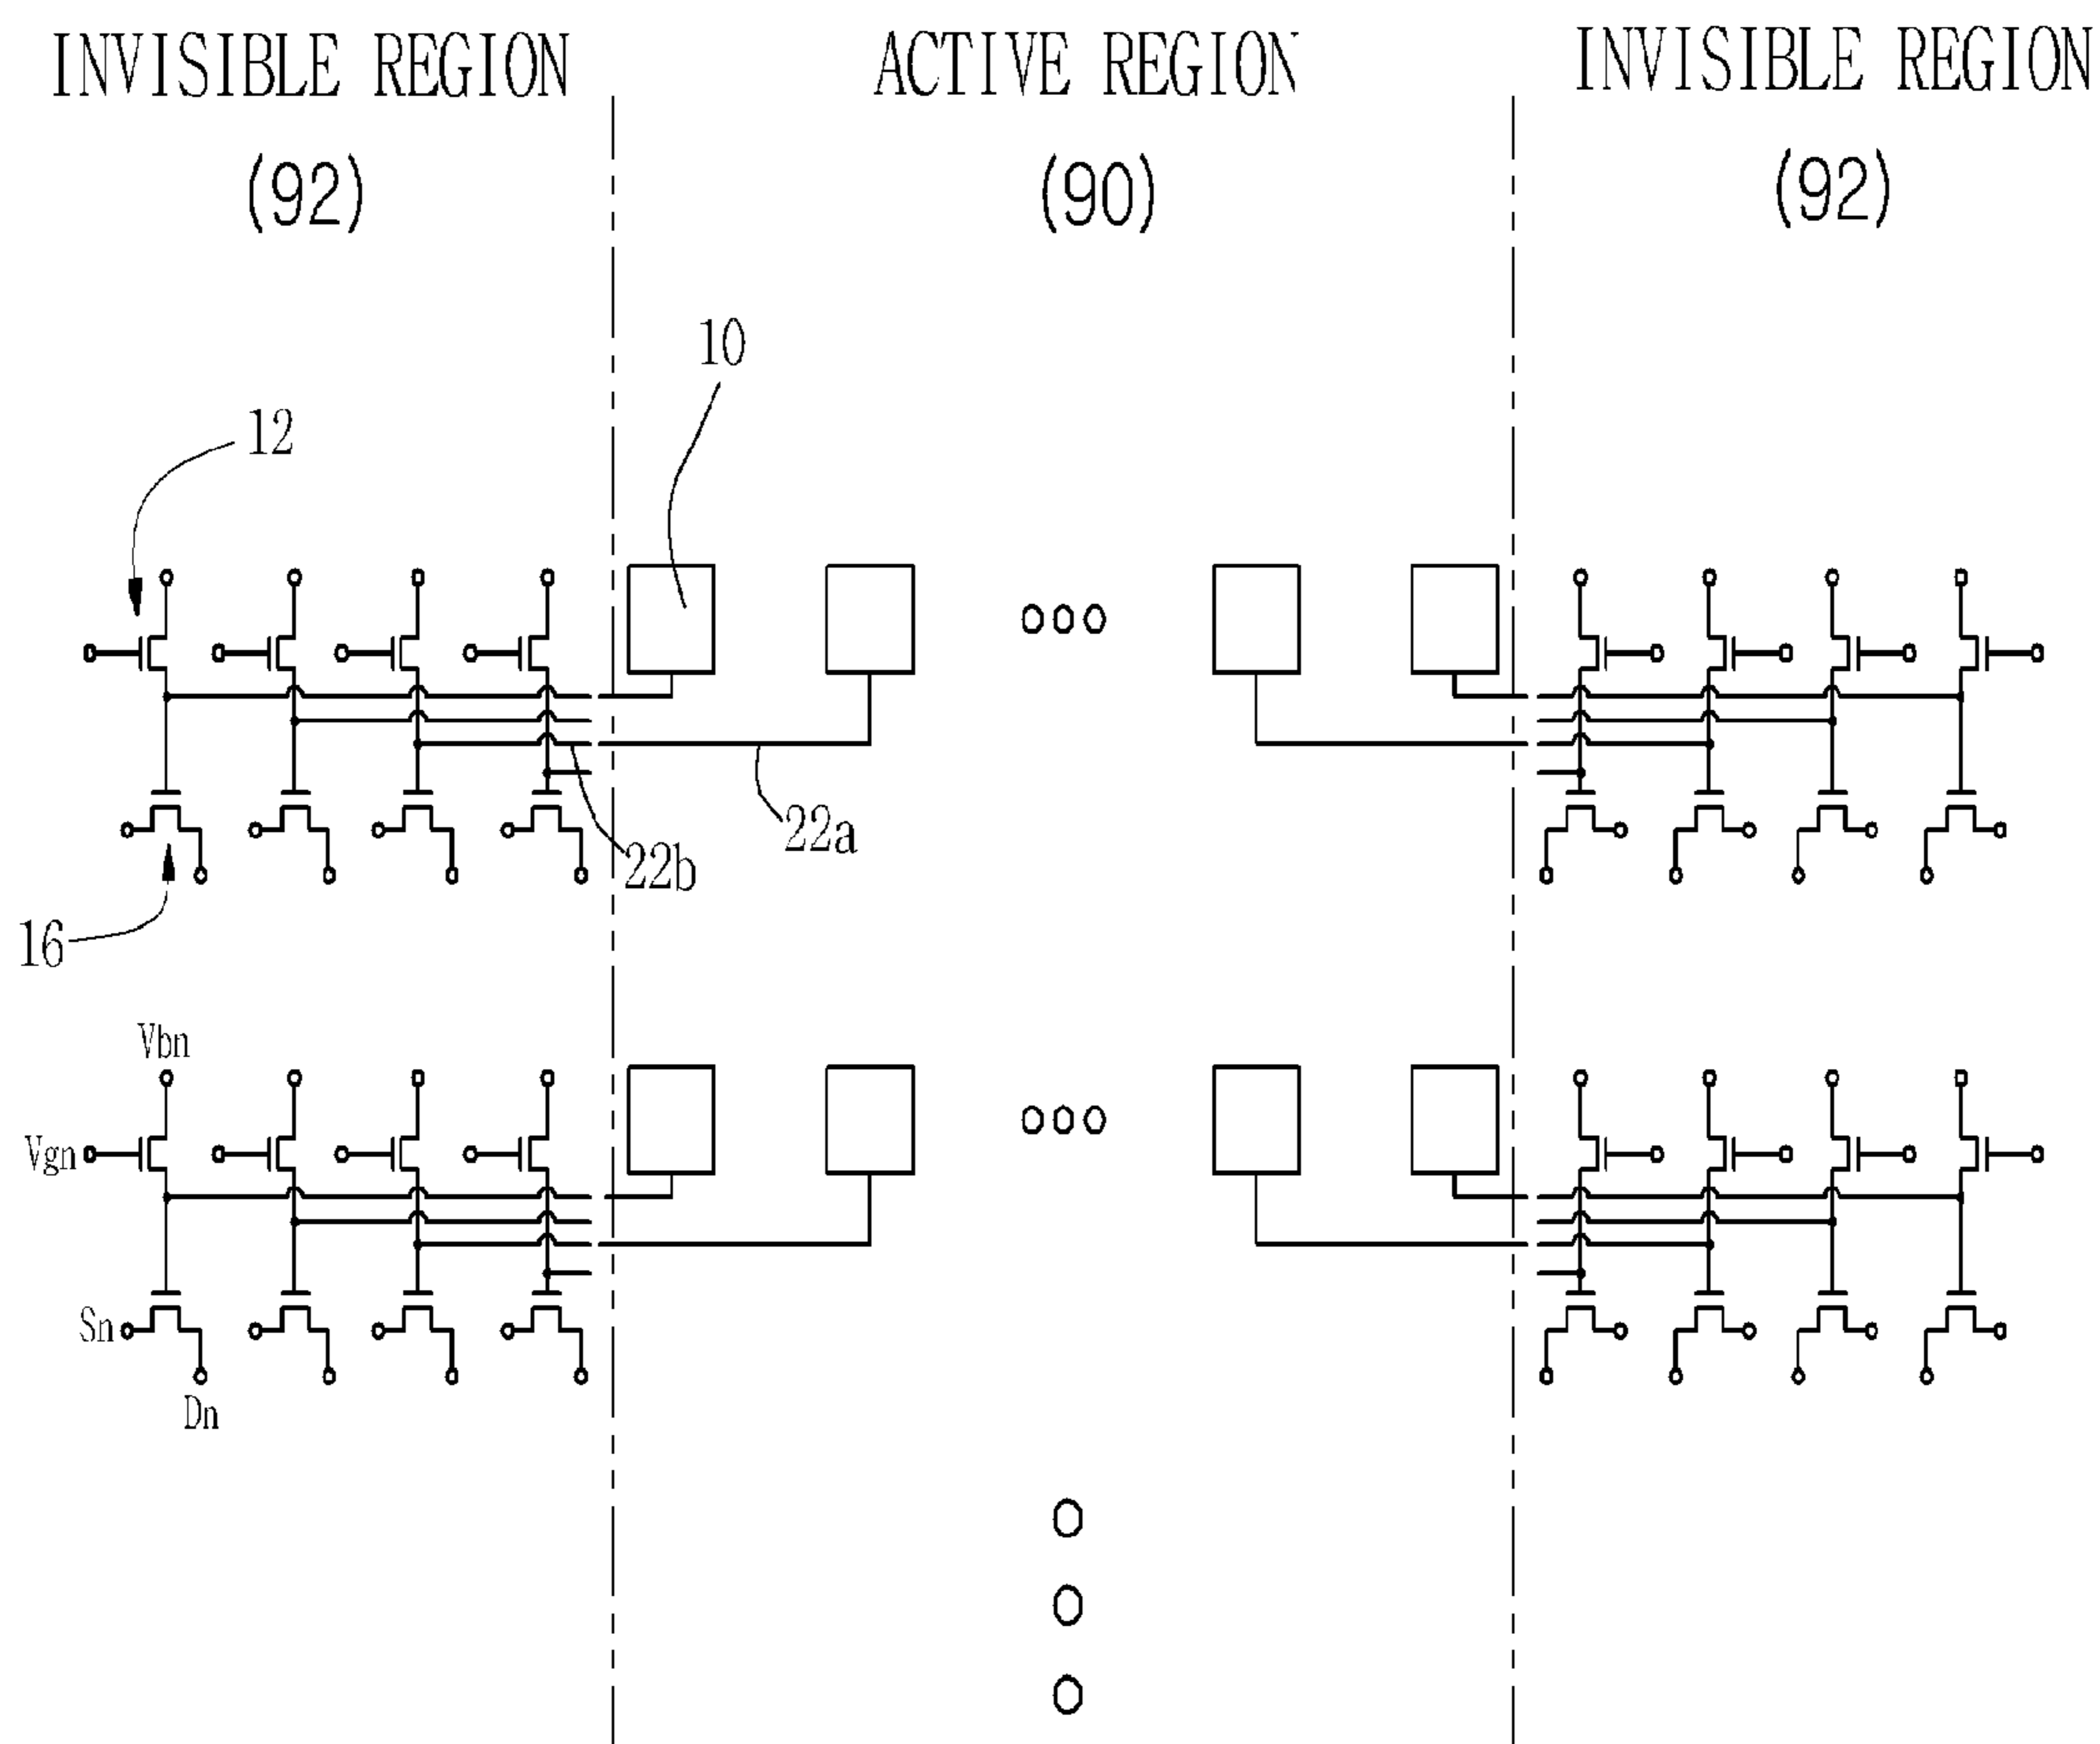 INVISIBLE REGION
ACTIVE REGION
INVISIBLE REGION
(92)
(90)
(92)
10
12
22a
22b
16
Vbn
Vgn
Sn
Dn